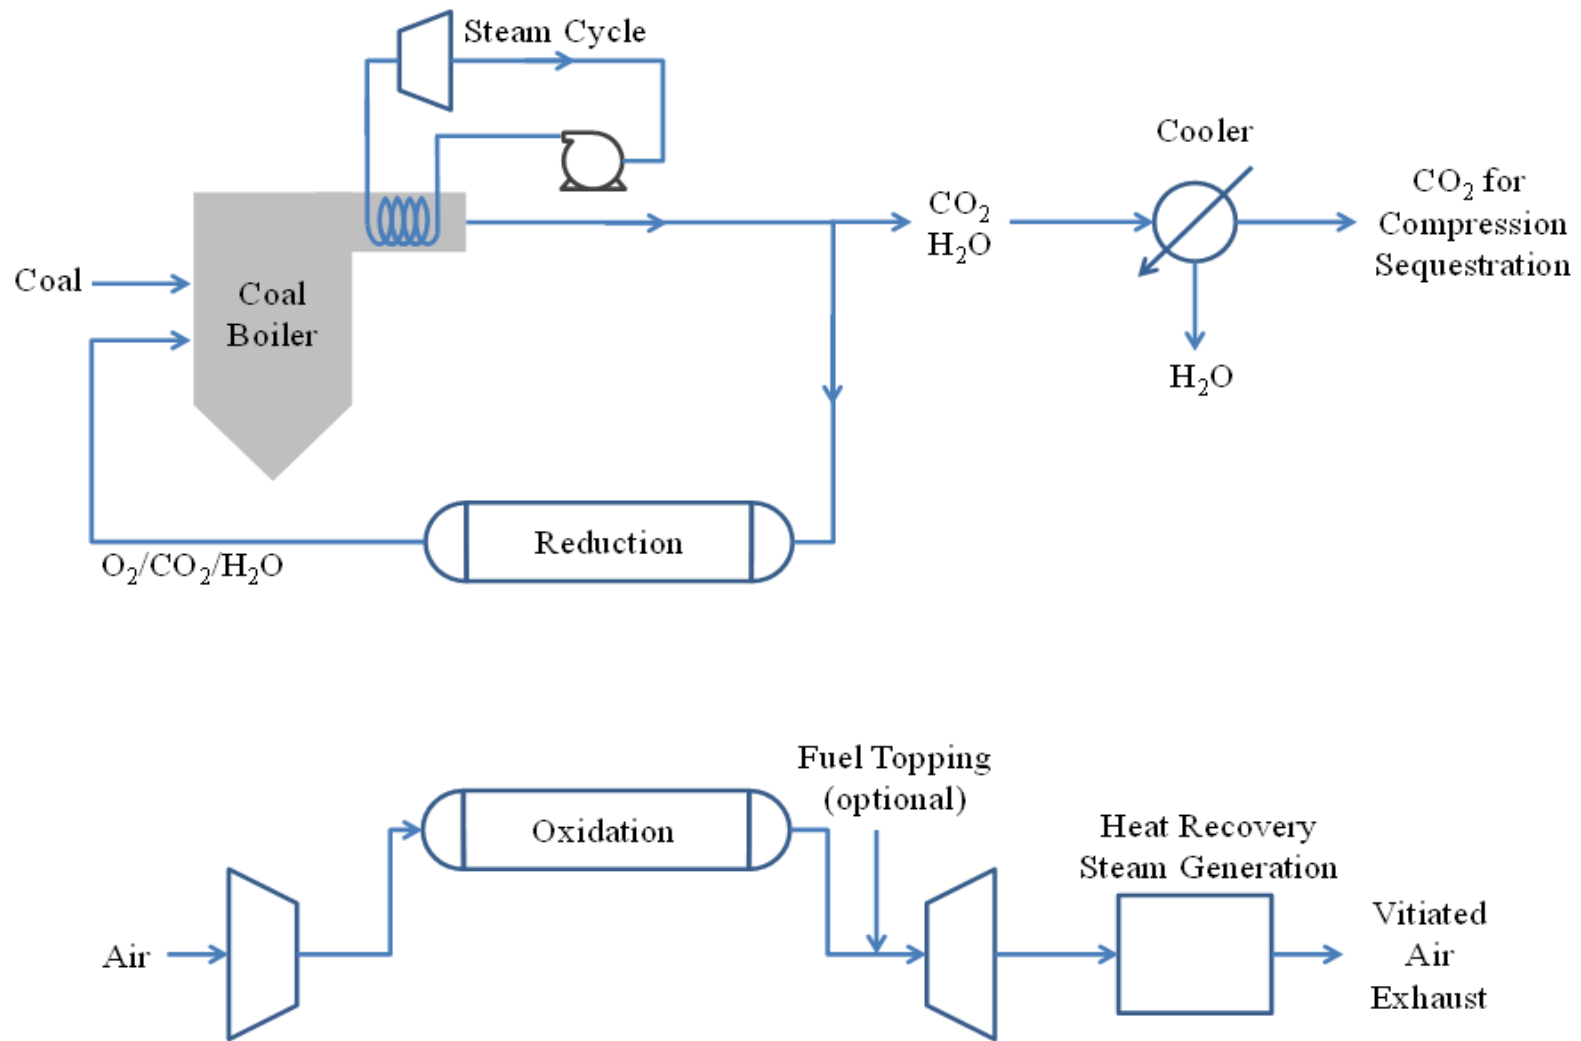 Steam Cycle
Cooler
CO₂
H₂O
CO₂ for
Compression
Sequestration
Coal
Coal
Boiler
H₂O
Reduction
O₂/CO₂/H₂O
Fuel Topping
(optional)
Oxidation
Heat Recovery
Steam Generation
Air
Vitiated
Air
Exhaust